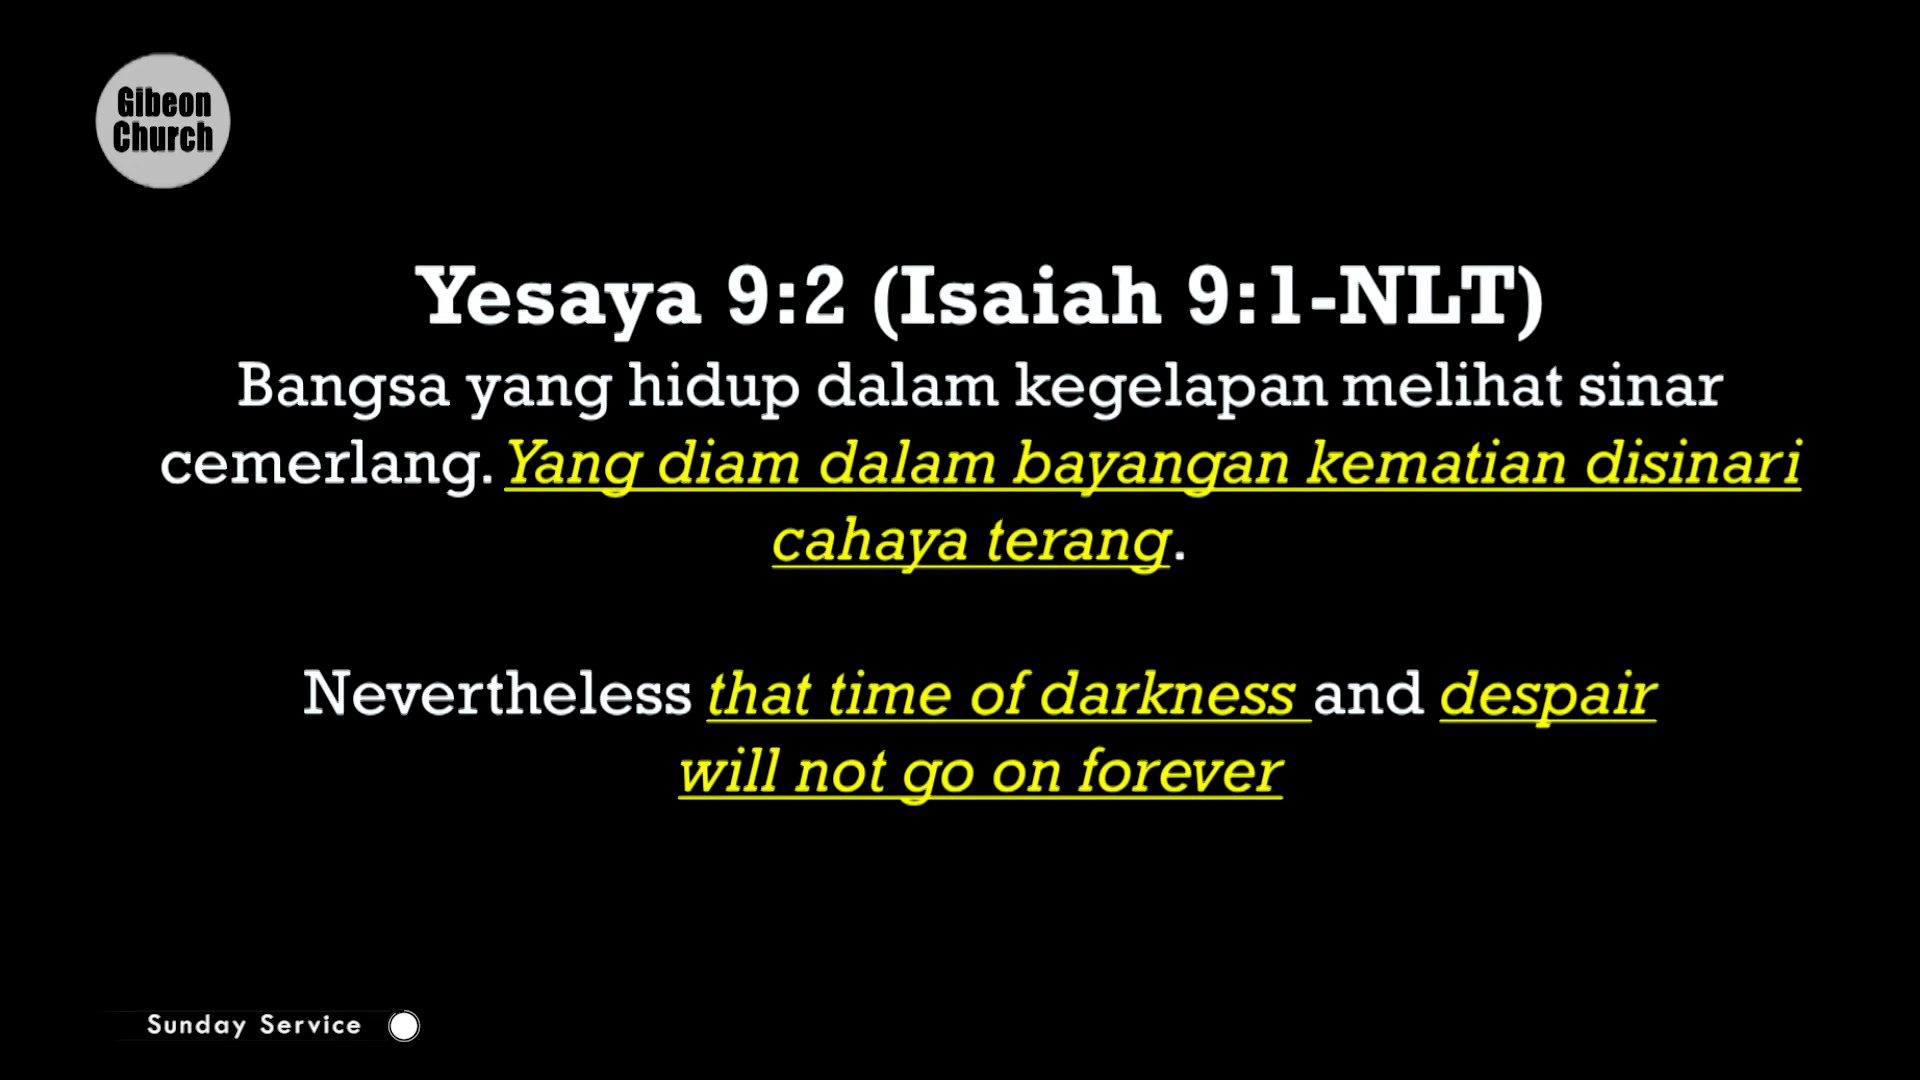 Gibeon
Church
Yesaya 9:2 (Isaiah 9:1-NLT)
Bangsa yang hidup dalam kegelapan melihat sinar
cemerlang. Yang diam dalam bayangan kematian disinari
cahaya terang.
Nevertheless that time of darkness and despair
will not go on forever
Sunday Service